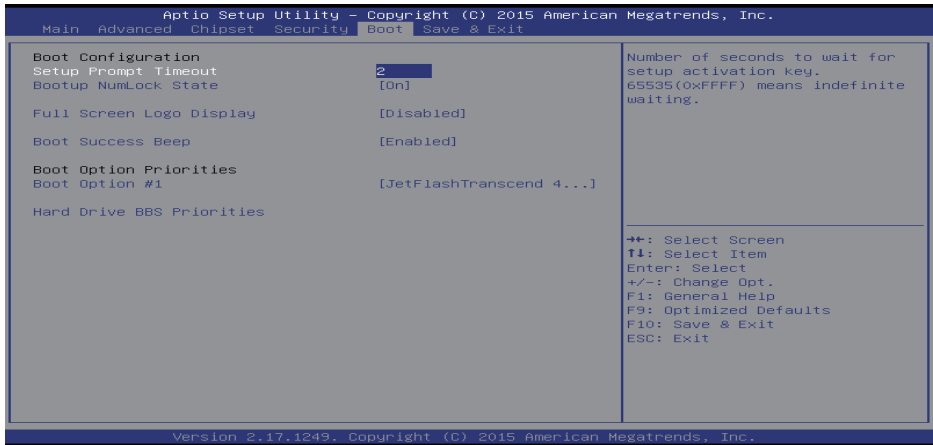 Aptio Setup Utility – Copyright (C) 2015 American Megatrends, Inc.
Main Advanced Chipset Security Boot Save & Exit
Boot Configuration
Setup Prompt Timeout 2
Bootup NumLock State [On]
Full Screen Logo Display [Disabled]
Boot Success Beep [Enabled]
Boot Option Priorities
Boot Option #1 [JetFlashTranscend 4...]
Hard Drive BBS Priorities
Number of seconds to wait for
setup activation key.
65535(0xFFFF) means indefinite
waiting.
→←: Select Screen
↑↓: Select Item
Enter: Select
+/-: Change Opt.
F1: General Help
F9: Optimized Defaults
F10: Save & Exit
ESC: Exit
Version 2.17.1249. Copyright (C) 2015 American Megatrends, Inc.